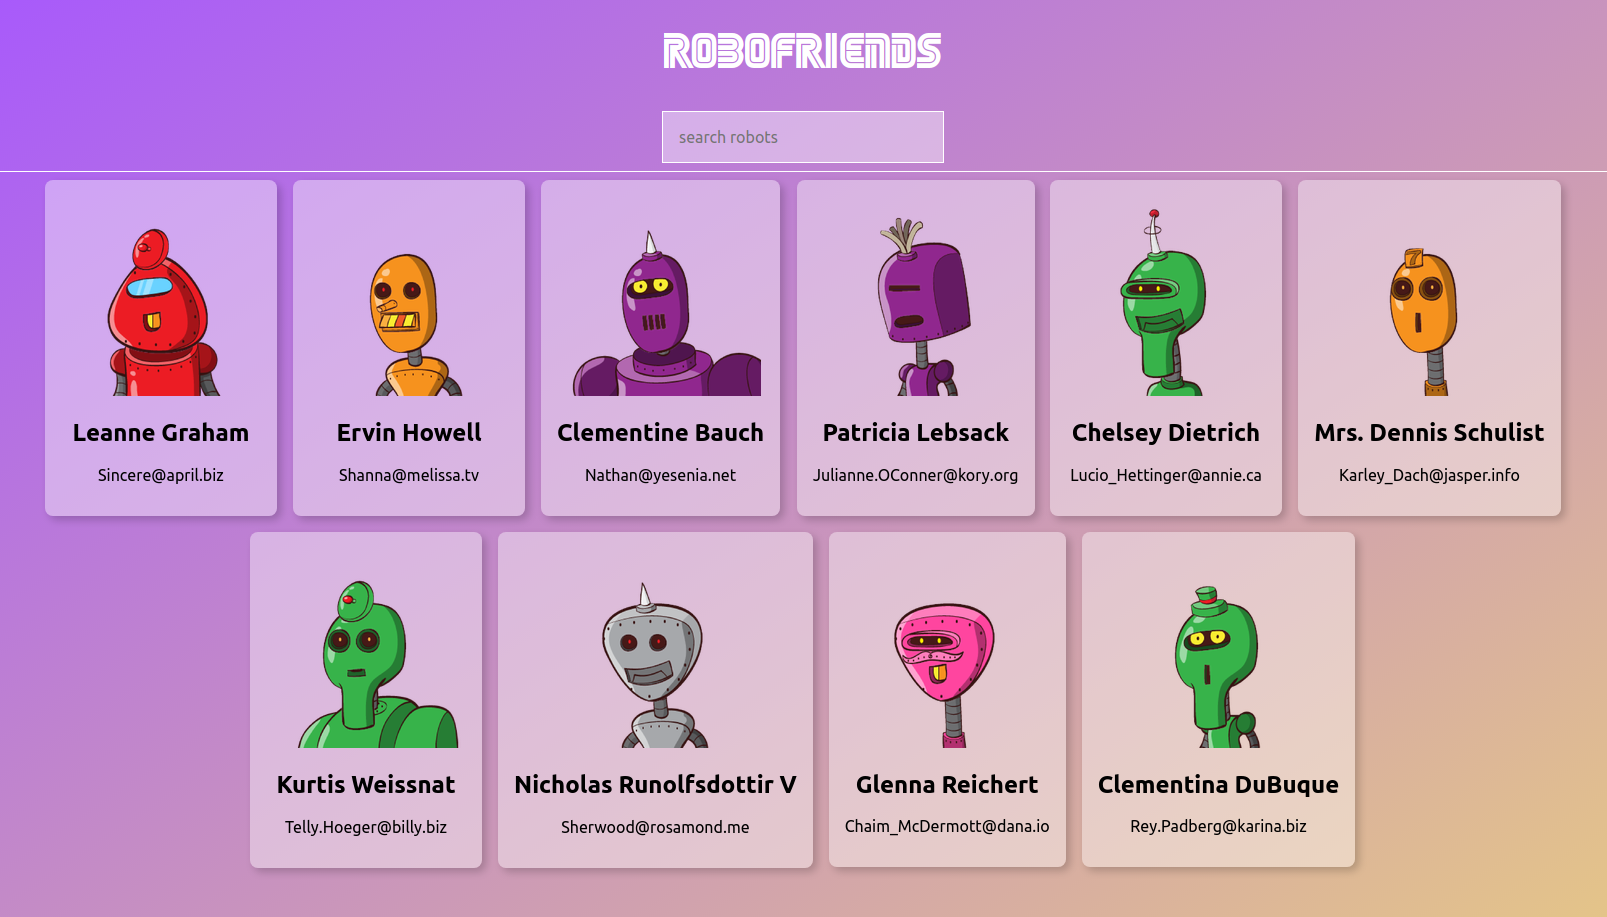 ROBOFRIENDS
search robots
7
Leanne Graham
Sincere@april.biz
Ervin Howell
Shanna@melissa.tv
Clementine Bauch
Nathan@yesenia.net
Patricia Lebsack
Julianne.OConner@kory.org
Chelsey Dietrich
Lucio_Hettinger@annie.ca
Mrs. Dennis Schulist
Karley_Dach@jasper.info
Kurtis Weissnat
Telly.Hoeger@billy.biz
Nicholas Runolfsdottir V
Sherwood@rosamond.me
Glenna Reichert
Chaim_McDermott@dana.io
Clementina DuBuque
Rey.Padberg@karina.biz